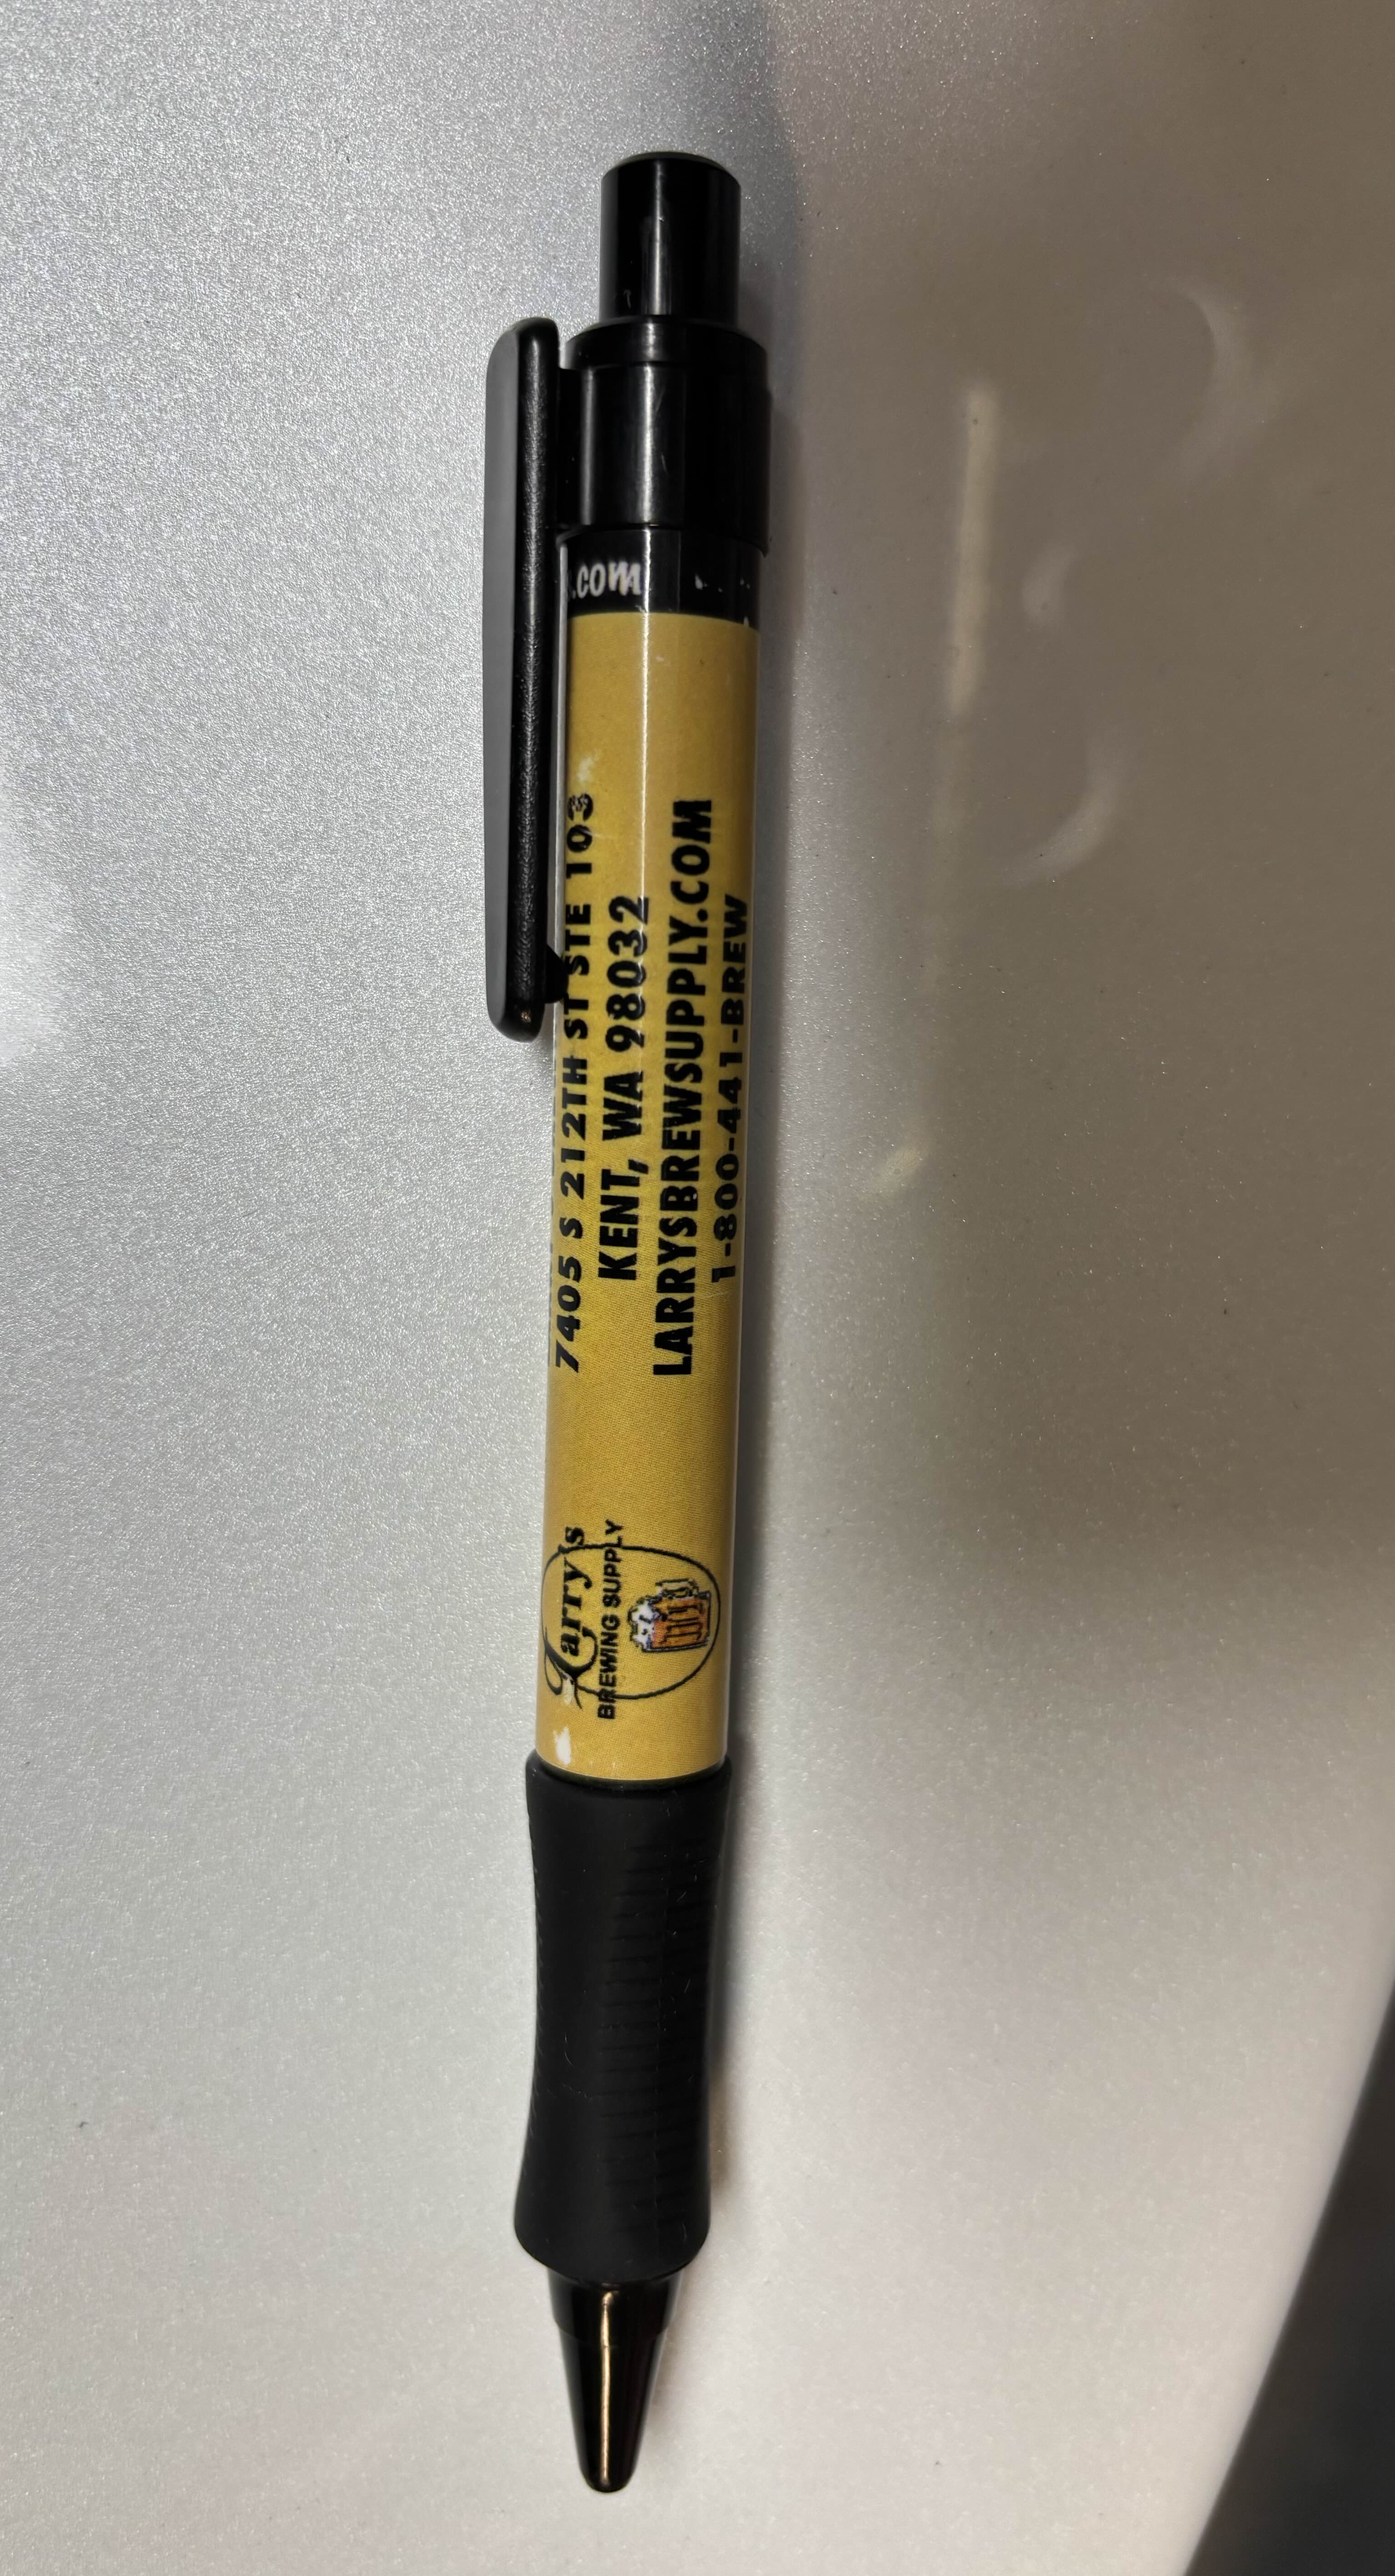 .com
7405 S 212TH ST STE 103
KENT, WA 98032
LARRYSBREWSUPPLY.COM
1-800-441-BREW
Larry's
BREWING SUPPLY